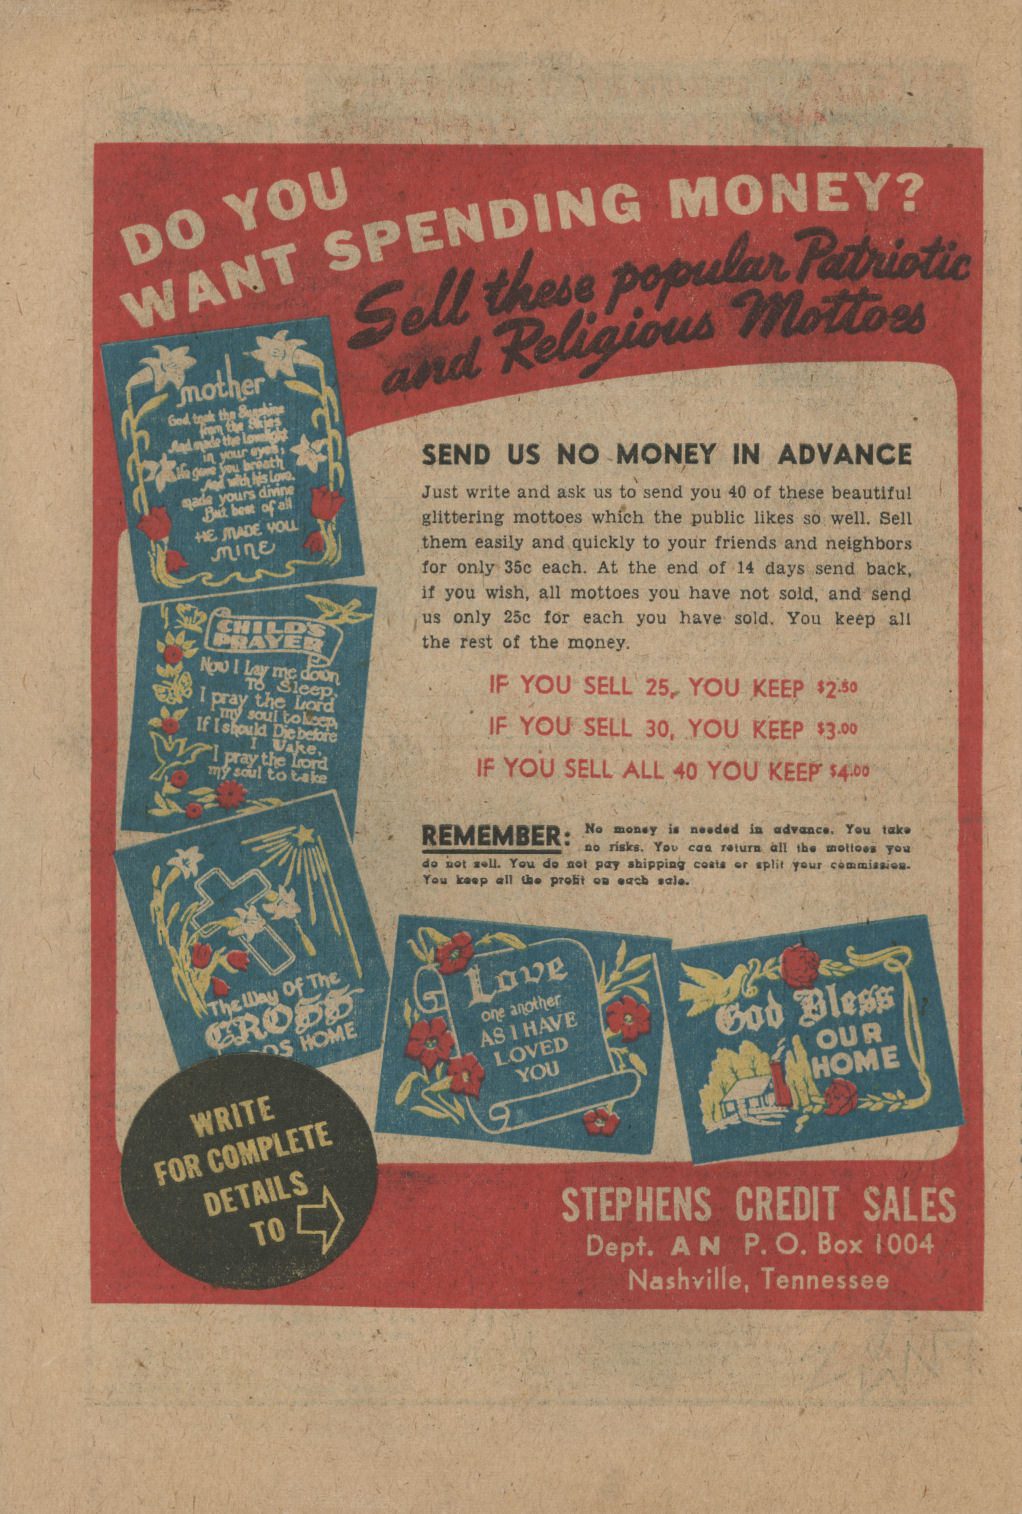 DO YOU
WANT SPENDING MONEY?
Sell these popular Patriotic
and Religious Mottoes
mother
God took the Sunshine
from the Skies
And made the Lovelight
in your eyes,
He gave you breath
And with his Love,
made yours divine
But best of all
HE MADE YOU
MINE
CHILD'S
PRAYER
Now I Lay me down
To Sleep,
I pray the Lord
my soul to keep,
If I should Die before
I Wake,
I pray the Lord
my soul to take
The Way Of The
CROSS
DS HOME
SEND US NO MONEY IN ADVANCE
Just write and ask us to send you 40 of these beautiful
glittering mottoes which the public likes so well. Sell
them easily and quickly to your friends and neighbors
for only 35c each. At the end of 14 days send back,
if you wish, all mottoes you have not sold, and send
us only 25c for each you have sold. You keep all
the rest of the money.
IF YOU SELL 25, YOU KEEP $2.50
IF YOU SELL 30, YOU KEEP $3.00
IF YOU SELL ALL 40 YOU KEEP $4.00
REMEMBER: No money is needed in advance. You take
no risks. You can return all the mottoes you
do not sell. You do not pay shipping costs or split your commission.
You keep all the profit on each sale.
Love
one another
AS I HAVE
LOVED
YOU
God Bless
OUR
HOME
WRITE
FOR COMPLETE
DETAILS
TO
STEPHENS CREDIT SALES
Dept. AN P. O. Box 1004
Nashville, Tennessee